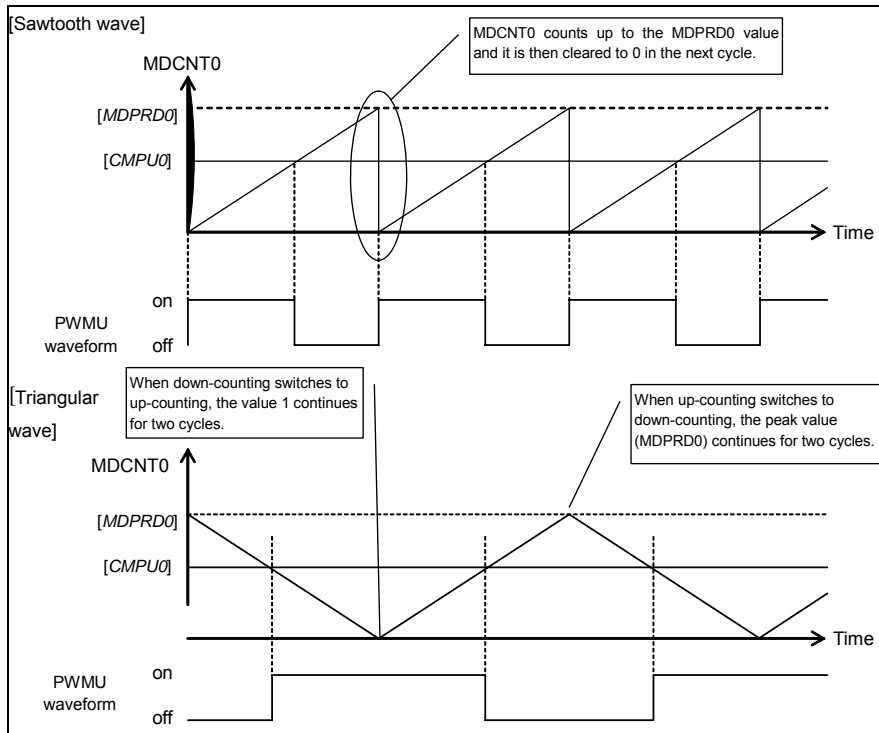 [Sawtooth wave]
MDCNT0 counts up to the MDPRD0 value
and it is then cleared to 0 in the next cycle.
MDCNT0
[MDPRD0]
[CMPU0]
Time
on
PWMU
waveform
off
[Triangular
wave]
When down-counting switches to
up-counting, the value 1 continues
for two cycles.
When up-counting switches to
down-counting, the peak value
(MDPRD0) continues for two cycles.
MDCNT0
[MDPRD0]
[CMPU0]
Time
on
PWMU
waveform
off